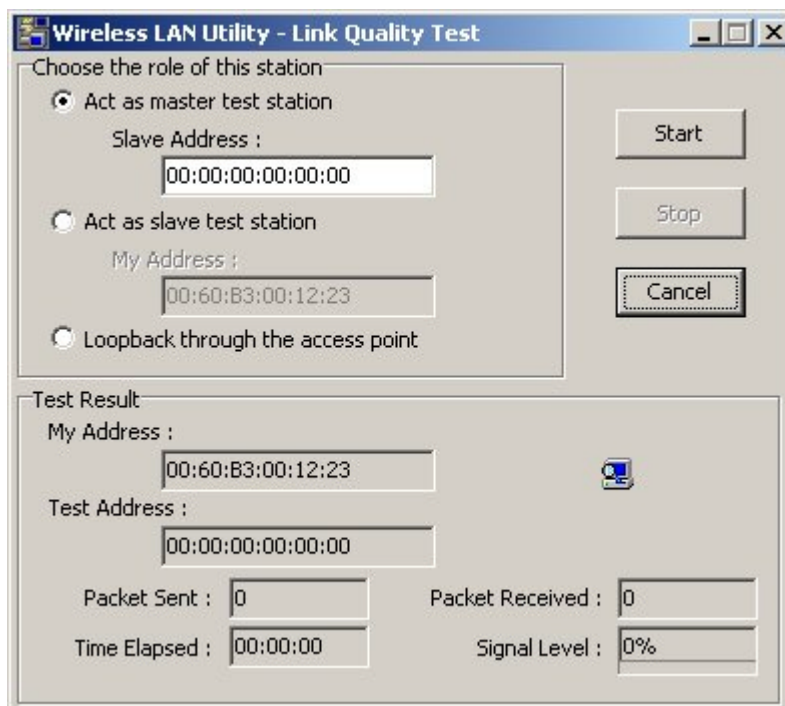 Wireless LAN Utility - Link Quality Test
Choose the role of this station
Act as master test station
Slave Address :
00:00:00:00:00:00
Act as slave test station
My Address :
00:60:B3:00:12:23
Loopback through the access point
Start
Stop
Cancel
Test Result
My Address :
00:60:B3:00:12:23
Test Address :
00:00:00:00:00:00
Packet Sent : 0 Packet Received : 0
Time Elapsed : 00:00:00 Signal Level : 0%